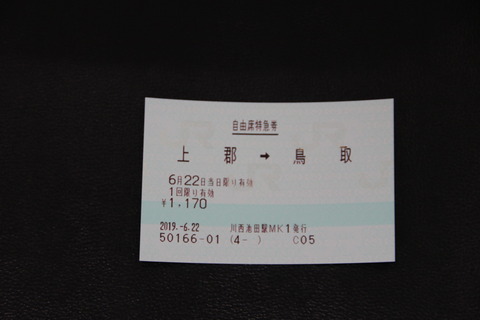 自由席特急券
上郡 → 鳥取
6月22日当日限り有効
1回限り有効
¥1,170
2019.-6.22 川西池田駅MK1発行
50166-01 (4- ) C05